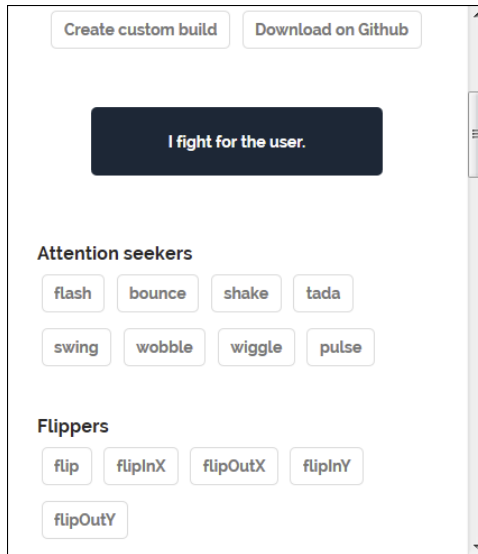 Create custom build Download on Github
I fight for the user.
Attention seekers
flash bounce shake tada
swing wobble wiggle pulse
Flippers
flip flipInX flipOutX flipInY
flipOutY